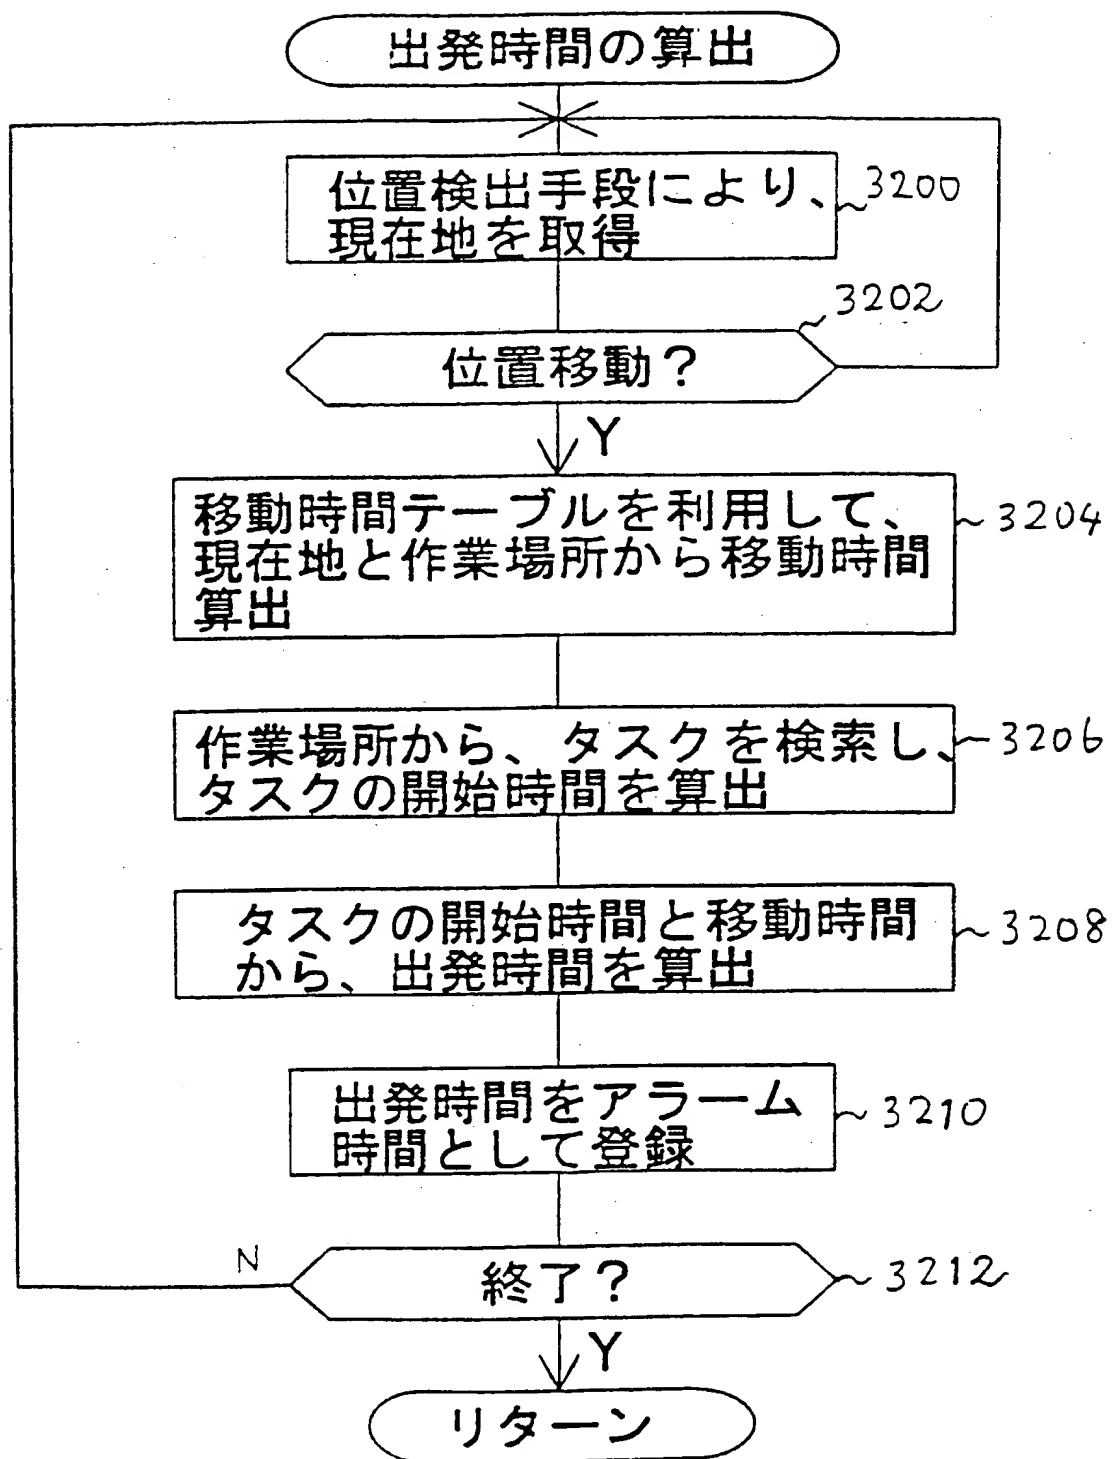 出発時間の算出
位置検出手段により、
現在地を取得
3200
3202
位置移動?
Y
移動時間テーブルを利用して、
現在地と作業場所から移動時間
算出
3204
作業場所から、タスクを検索し、
タスクの開始時間を算出
3206
タスクの開始時間と移動時間
から、出発時間を算出
3208
出発時間をアラーム
時間として登録
3210
N
終了?
3212
Y
リターン